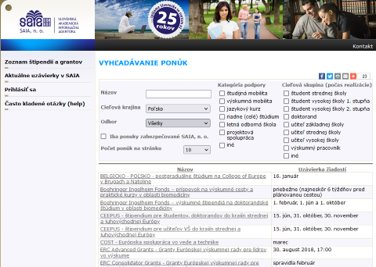 saia
SLOVENSKÁ
AKADEMICKÁ
INFORMAČNÁ
AGENTÚRA
SAIA, n. o.
25
rokov
Kontakt
Zoznam štipendií a grantov
Aktuálne uzávierky v SAIA
Prihlásiť sa
Často kladené otázky (help)
VYHĽADÁVANIE PONÚK
23
Názov
Cieľová krajina
Poľsko
Odbor
Všetky
Iba ponuky zabezpečované SAIA, n. o.
Počet ponúk na stránku
10
Kategória podpory
študijná mobilita
výskumná mobilita
jazykový kurz
riadne (celé) štúdium
letná odborná škola
projektová
spolupráca
iné
Cieľová skupina (počas realizácie)
študent strednej školy
študent vysokej školy 1. stupňa
študent vysokej školy 2. stupňa
doktorand
učiteľ základnej školy
učiteľ strednej školy
učiteľ vysokej školy
výskumný pracovník
iné
Názov
Uzávierka žiadostí
BELGICKO - POĽSKO - postgraduálne štúdium na College of Europe
v Bruggách a Natoline
16. január
Boehringer Ingelheim Fonds - príspevok na výskumné cesty a
praktické kurzy v oblasti biomedicíny
priebežne (najneskôr 6 týždňov pred
plánovanou cestou)
Boehringer Ingelheim Fonds - výskumné štipendiá na doktorandské
štúdium v oblasti biomedicíny
1. február, 1. jún a 1. október
CEEPUS - štipendium pre študentov, doktorandov do krajín strednej
a juhovýchodnej Európy
15. jún, 31. október, 30. november
CEEPUS - štipendium pre učiteľov VŠ do krajín strednej a
juhovýchodnej Európy
15. jún, 31. október, 30. november
COST - Európska spolupráca vo vede a technike
marec
ERC Advanced Grants - Granty Európskej výskumnej rady pre lídrov
vo výskume
30. august 2018, 17:00
ERC Consolidator Grants - Granty Európskej výskumnej rady pre
spravidla február